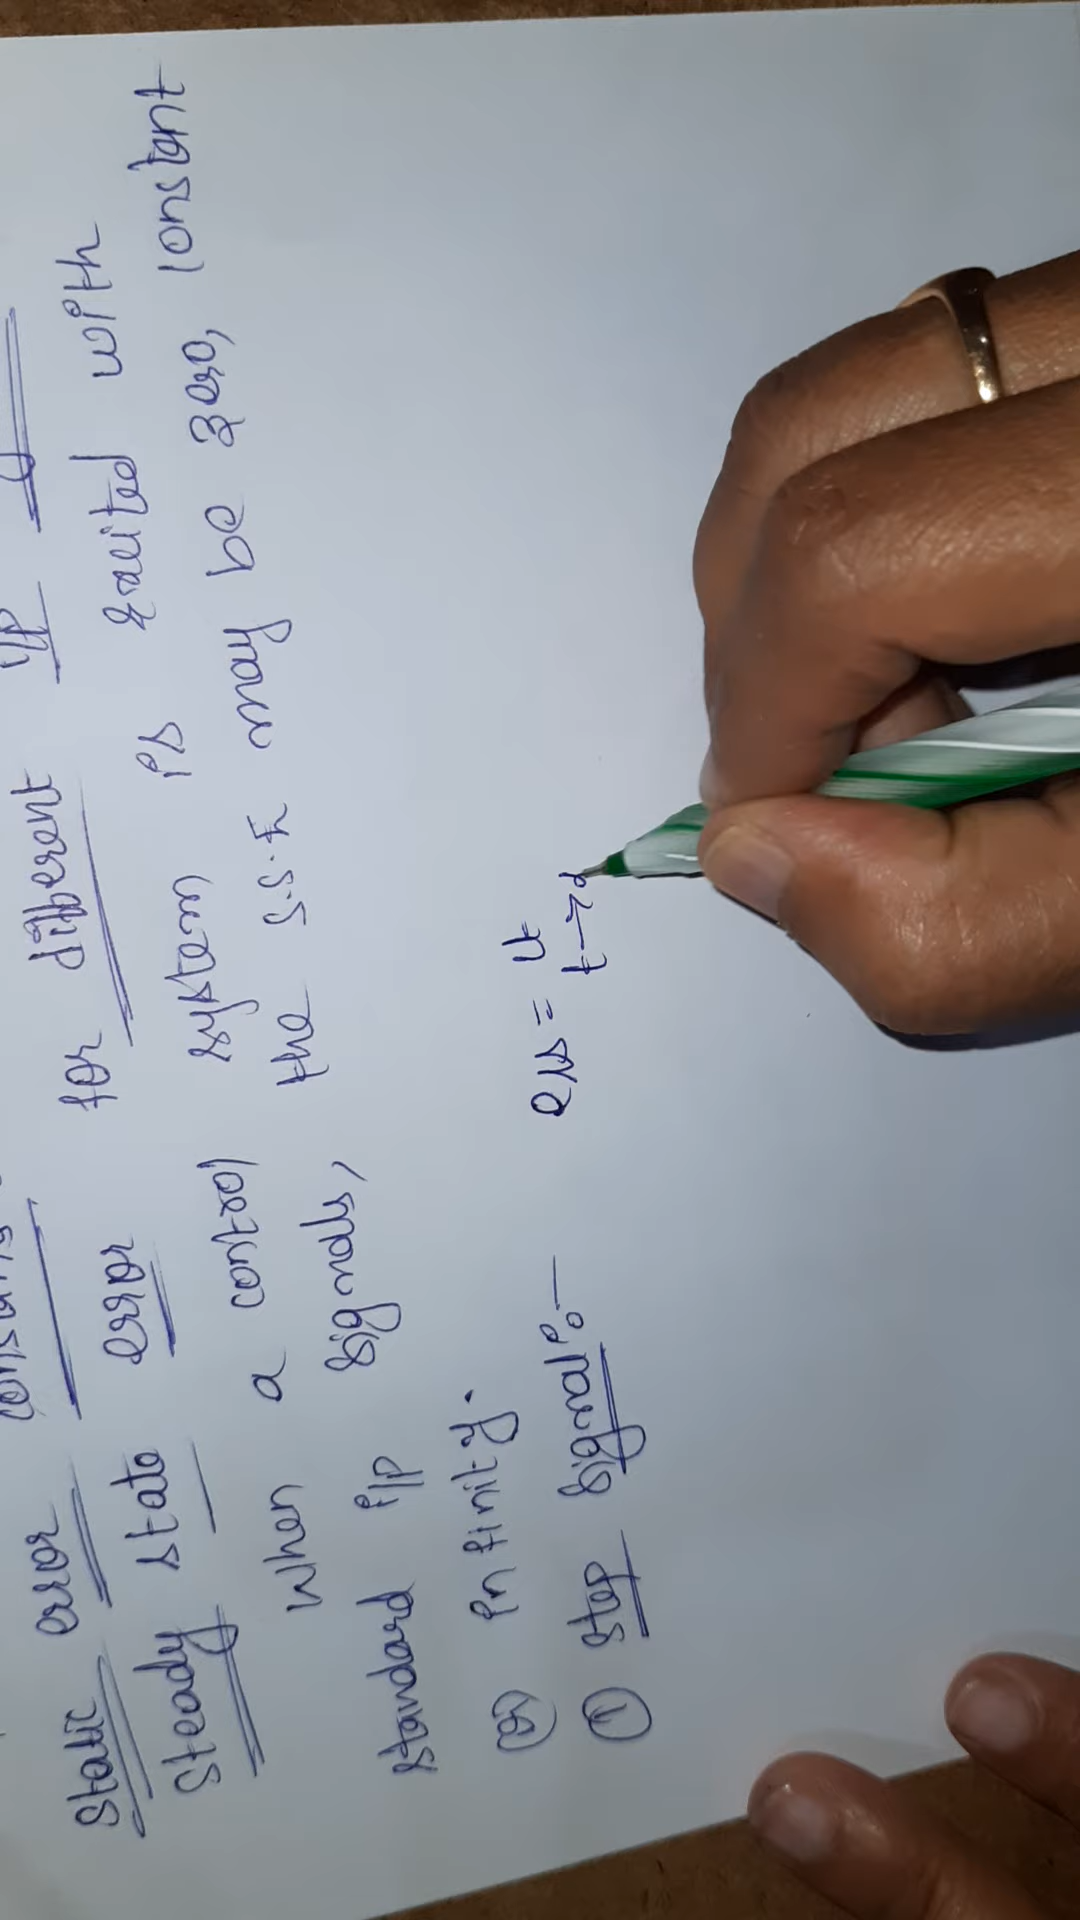 static error constant
Steady state error for different i/p
When a control system is excited with
standard i/p signals, the s.s.E may be zero, constant
(or) infinity.
① Step signal :- ess = lt
t→